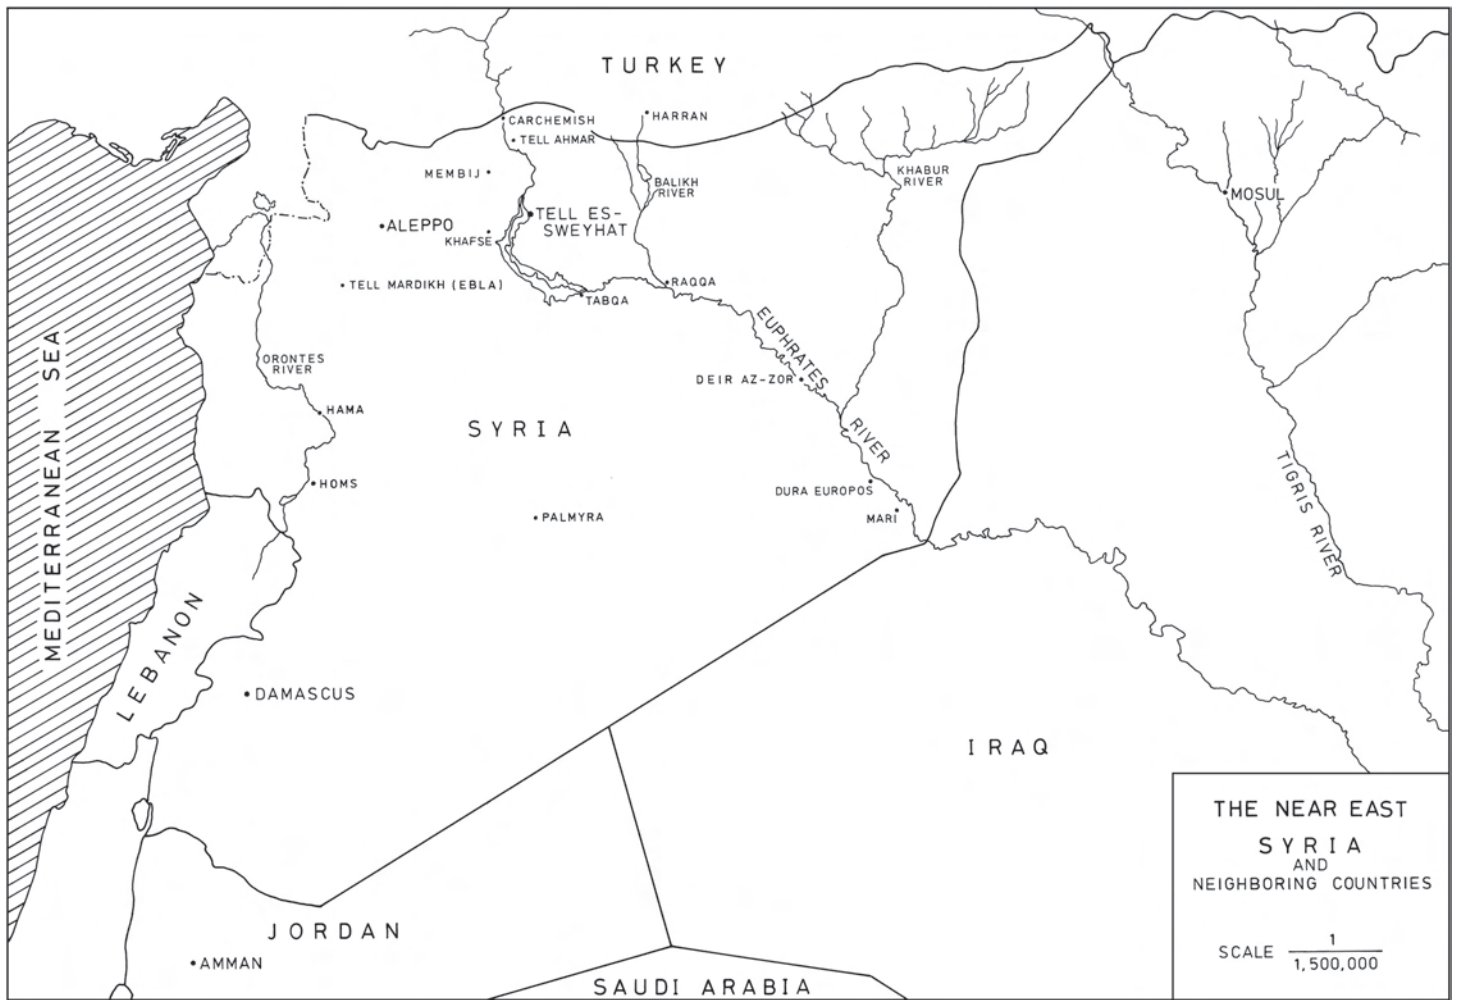 TURKEY
CARCHEMISH
HARRAN
TELL AHMAR
MEMBIJ
KHABUR
RIVER
BALIKH
RIVER
MOSUL
TELL ES-
SWEYHAT
ALEPPO
KHAFSE
TELL MARDIKH (EBLA)
RAQQA
TABQA
EUPHRATES
RIVER
MEDITERRANEAN SEA
ORONTES
RIVER
DEIR AZ-ZOR
HAMA
SYRIA
HOMS
DURA EUROPOS
MARI
PALMYRA
TIGRIS RIVER
LEBANON
DAMASCUS
IRAQ
JORDAN
AMMAN
SAUDI ARABIA
THE NEAR EAST
SYRIA
AND
NEIGHBORING COUNTRIES
SCALE 1
1,500,000